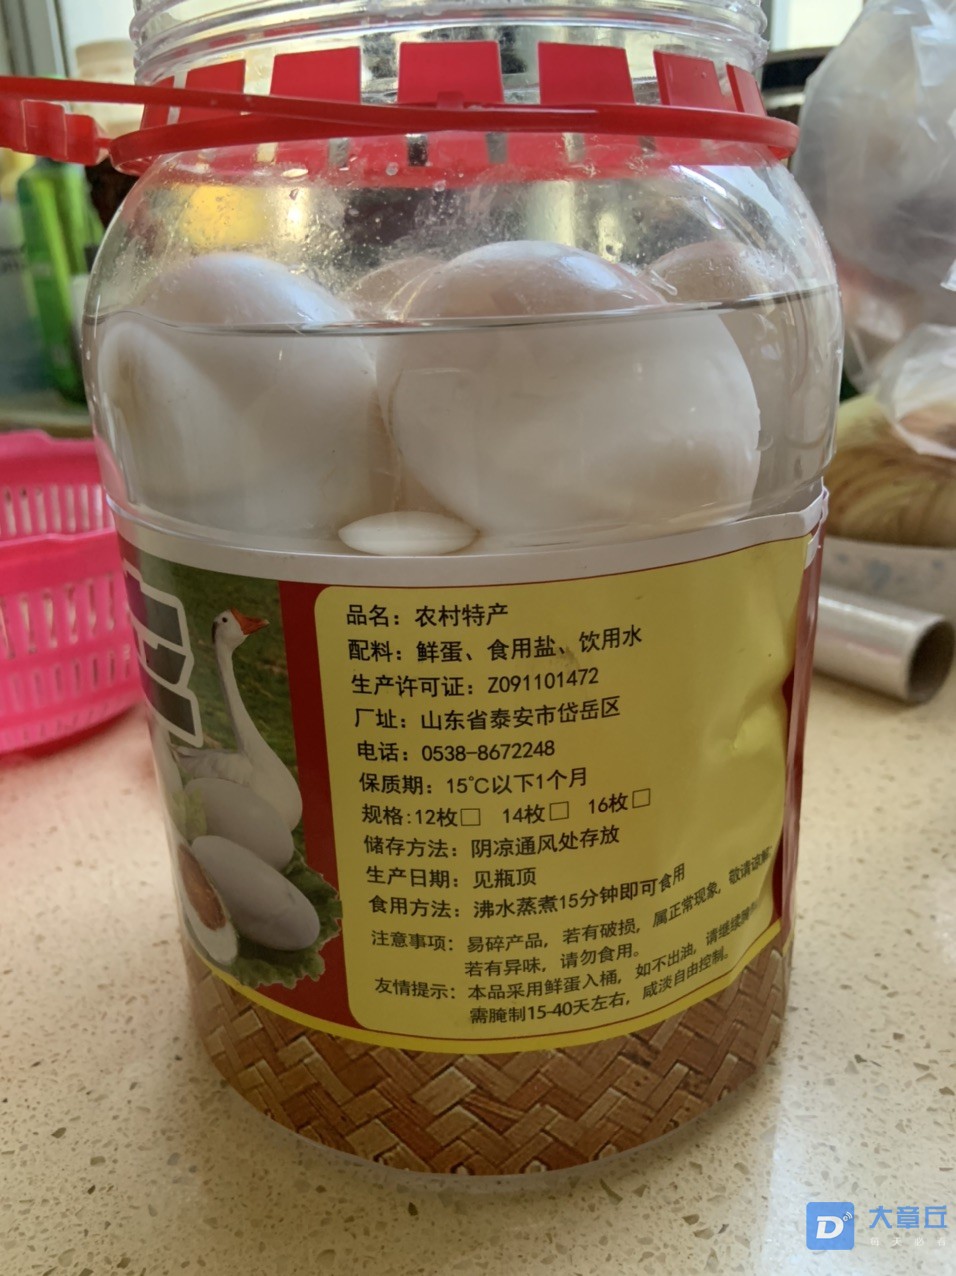 品名：农村特产
配料：鲜蛋、食用盐、饮用水
生产许可证：Z091101472
厂址：山东省泰安市岱岳区
电话：0538-8672248
保质期：15℃以下1个月
规格:12枚□ 14枚□ 16枚□
储存方法：阴凉通风处存放
生产日期：见瓶顶
食用方法：沸水蒸煮15分钟即可食用
注意事项：易碎产品，若有破损，属正常现象，敬请谅解
若有异味，请勿食用。
友情提示：本品采用鲜蛋入桶，如不出油，请继续腌制
需腌制15-40天左右，咸淡自由控制。
大章丘